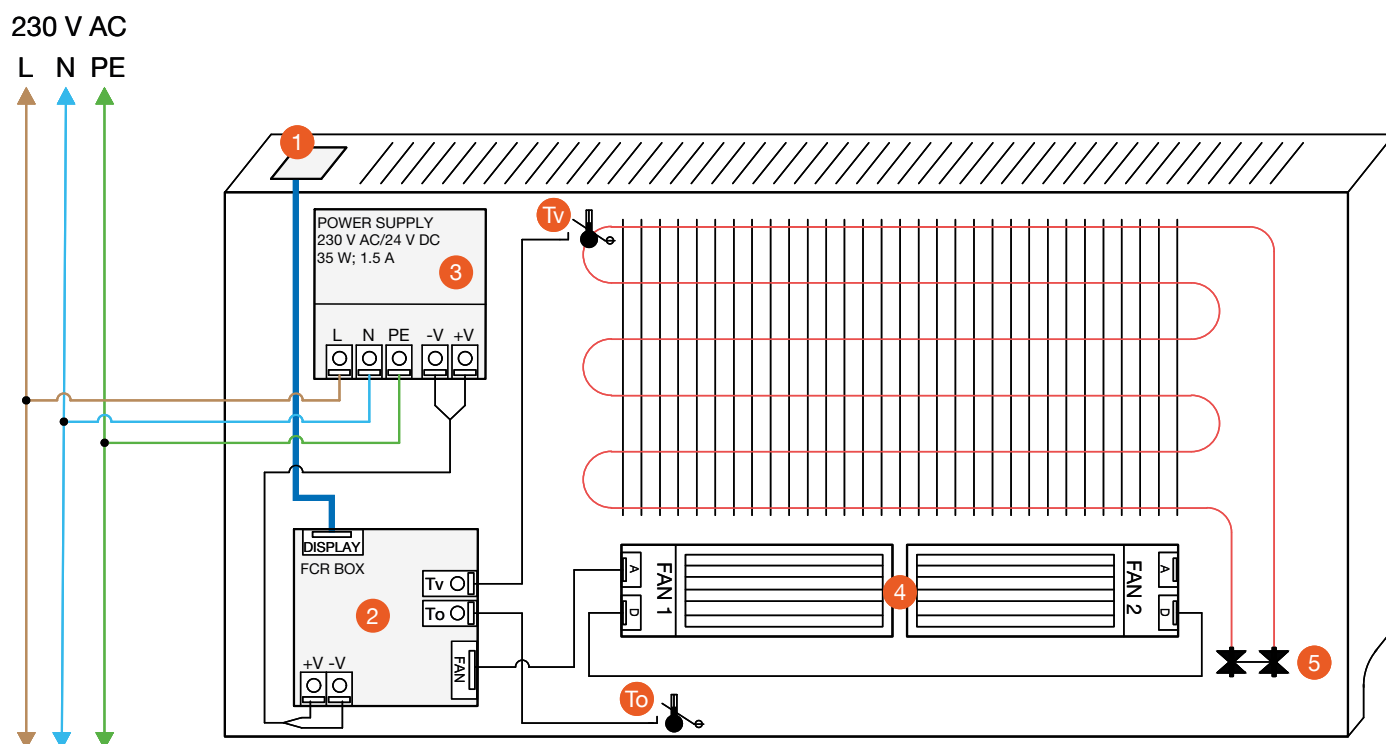 230 V AC
L N PE
1
POWER SUPPLY
230 V AC/24 V DC
35 W; 1.5 A
3
L N PE -V +V
Tv
DISPLAY
FCR BOX
Tv
To
2
FAN
+V -V
A
D
FAN 1
4
FAN 2
A
D
5
To